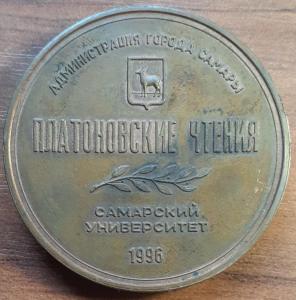 АДМИНИСТРАЦИЯ ГОРОДА САМАРЫ
ПЛАТОНОВСКИЕ ЧТЕНИЯ
САМАРСКИЙ
УНИВЕРСИТЕТ
1996